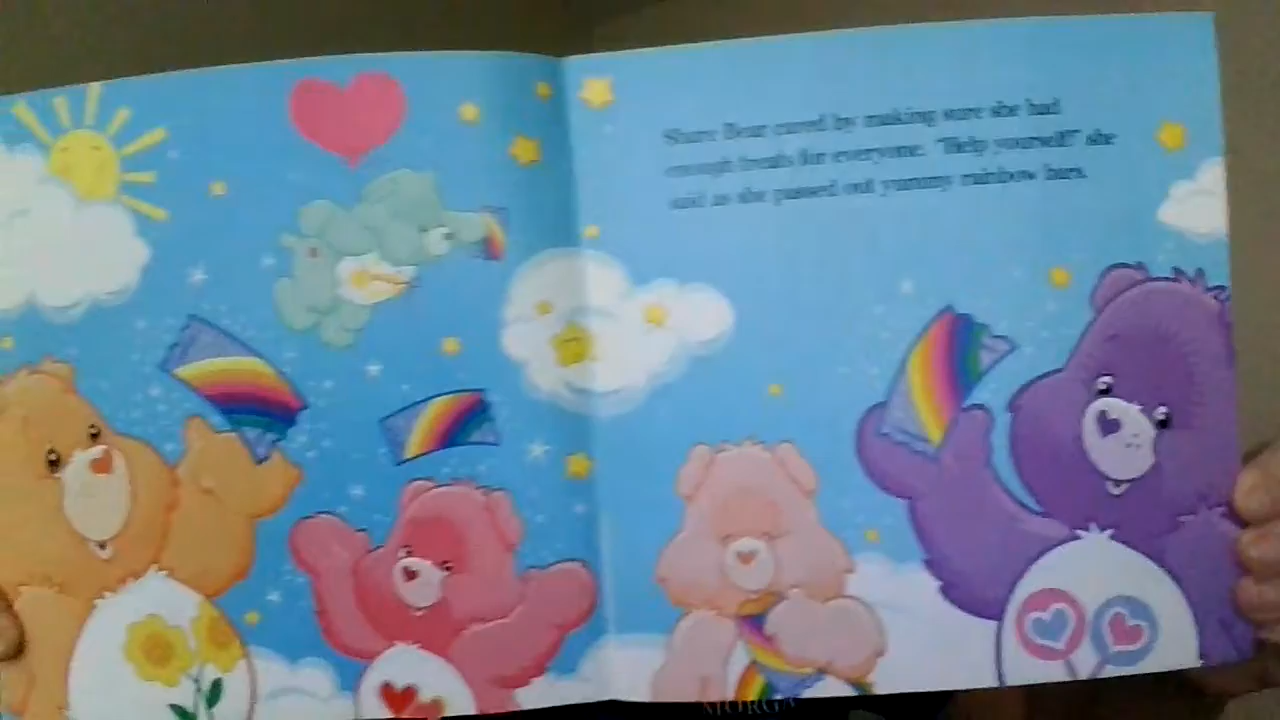 Share Bear cared by making sure she had
enough treats for everyone. "Help yourself!" she
said as she passed out yummy rainbow bars.
MORGA